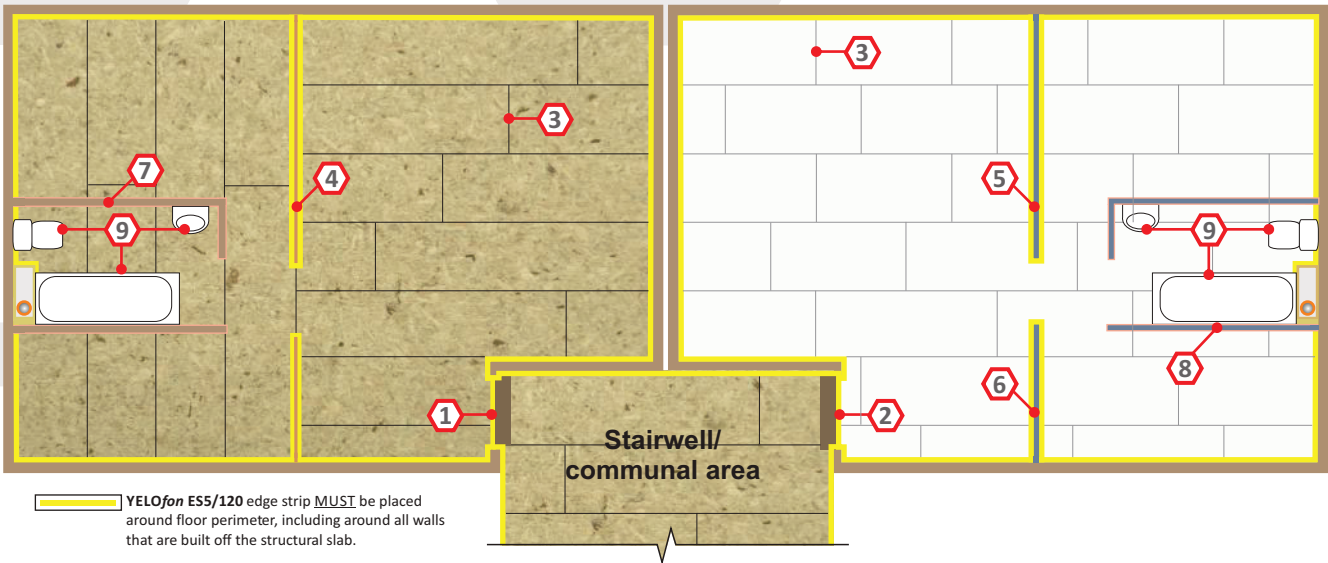 3
3
7
4
5
9
9
8
6
1
2
Stairwell/
communal area
YELOfon ES5/120 edge strip MUST be placed
around floor perimeter, including around all walls
that are built off the structural slab.